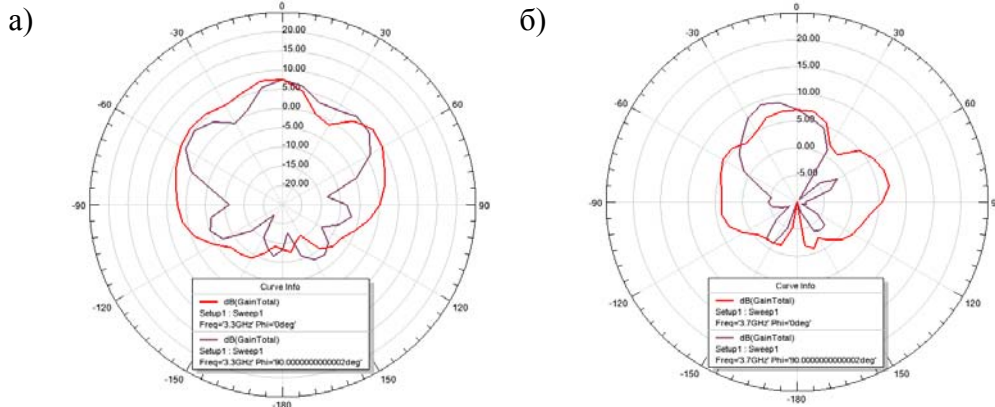 а)
0
-30
30
20.00
15.00
10.00
5.00
0.00
-5.00
-10.00
-15.00
-20.00
-60
60
-90
90
-120
120
-150
150
-180
Curve Info
dB(GainTotal)
Setup1 : Sweep1
Freq='3.3GHz' Phi='0deg'
dB(GainTotal)
Setup1 : Sweep1
Freq='3.3GHz' Phi='90.0000000000002deg'
б)
0
-30
30
20.00
15.00
10.00
5.00
0.00
-5.00
-60
60
-90
9
-120
120
-150
150
-180
Curve Info
dB(GainTotal)
Setup1 : Sweep1
Freq='3.7GHz' Phi='0deg'
dB(GainTotal)
Setup1 : Sweep1
Freq='3.7GHz' Phi='90.0000000000002deg'